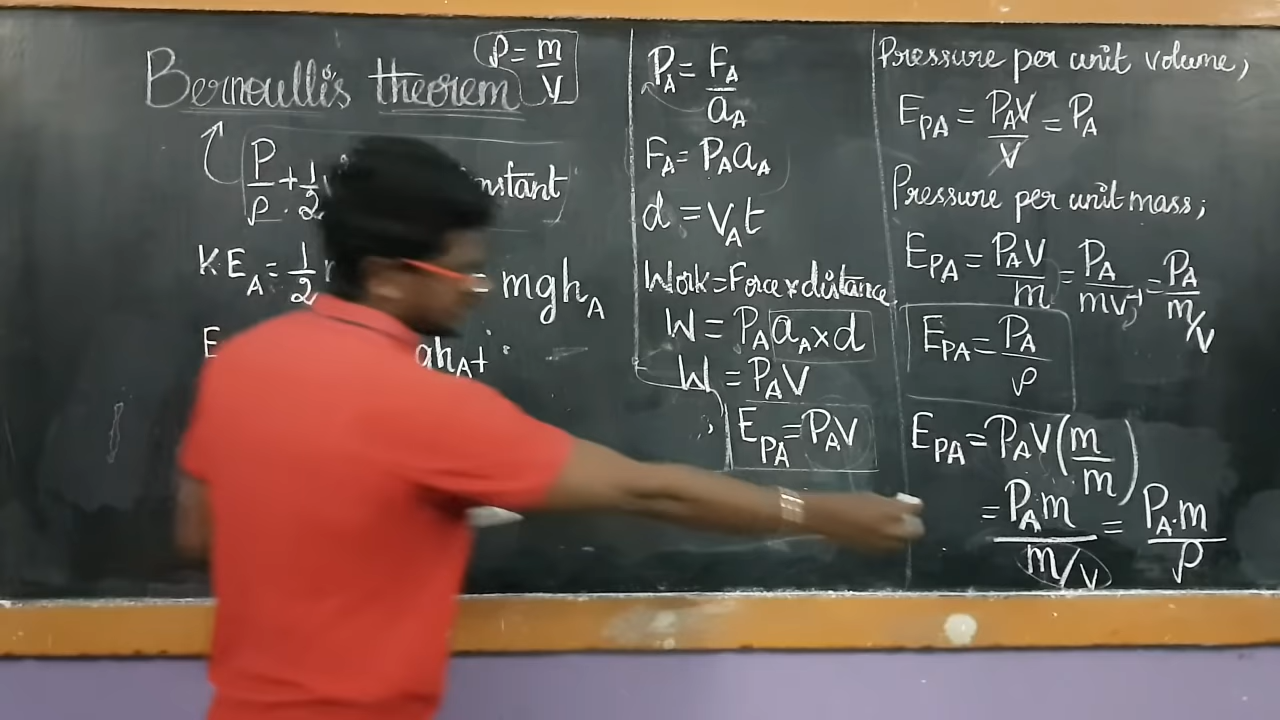 Bernoulli's theorem
ρ = m/V
P/ρ + 1/2 nstant
KE_A = 1/2 = mgh_A
E gh_A +
P_A = F_A/a_A
F_A = P_A a_A
d = V_A t
Work = Force x distance
W = P_A a_A x d
W = P_A V
E_PA = P_A V
Pressure per unit volume;
E_PA = P_A V/V = P_A
Pressure per unit mass;
E_PA = P_A V/m = P_A/mV⁻¹ = P_A/m/V
E_PA = P_A/ρ
E_PA = P_A V (m/m)
= P_A.m/m/V = P_A.m/ρ